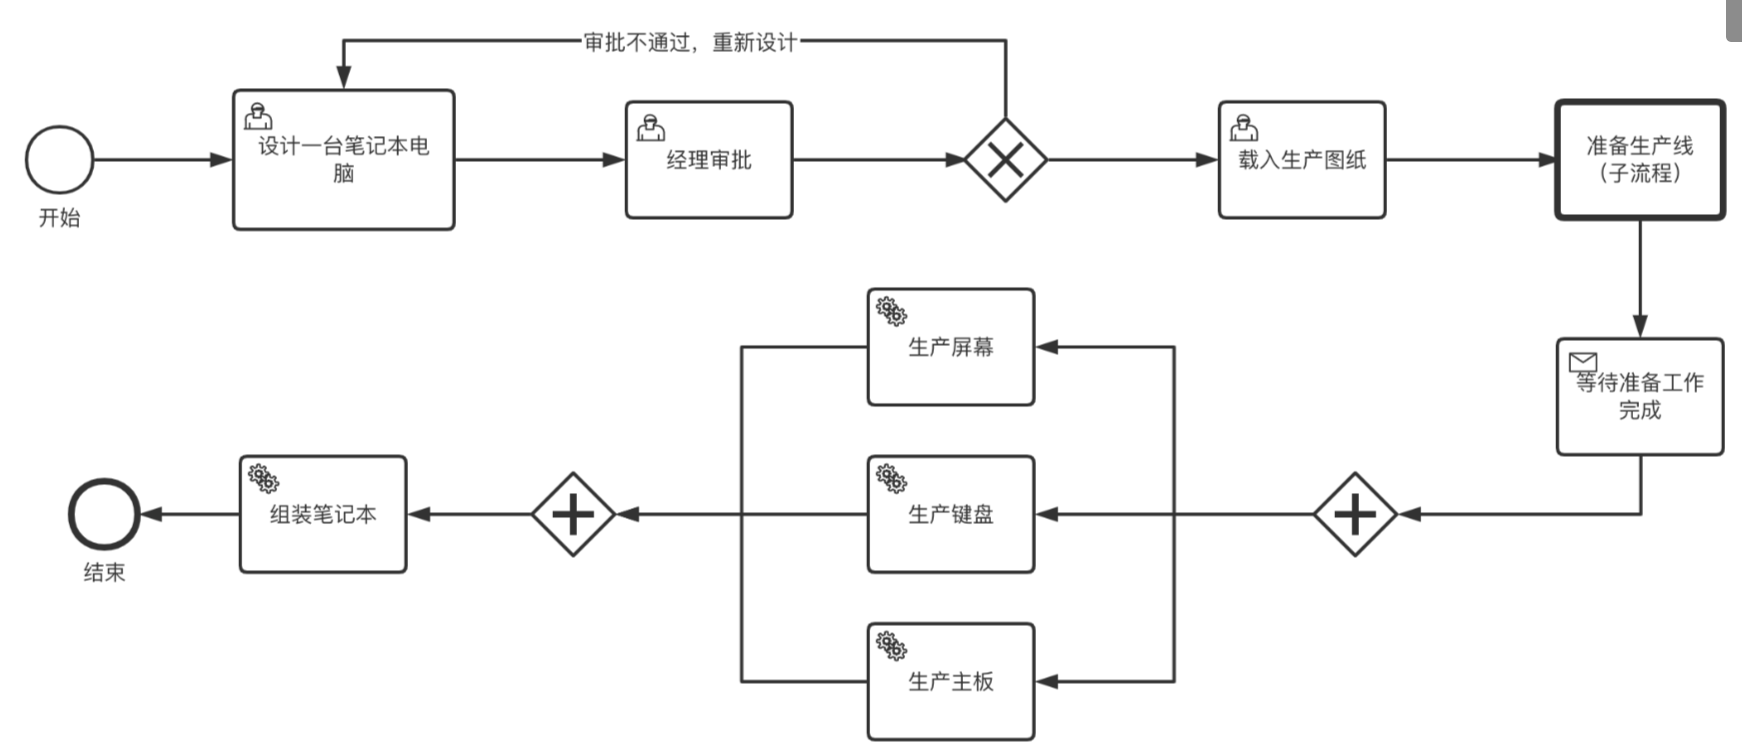 审批不通过，重新设计
设计一台笔记本电
脑
经理审批
载入生产图纸
准备生产线
（子流程）
开始
生产屏幕
等待准备工作
完成
组装笔记本
生产键盘
结束
生产主板